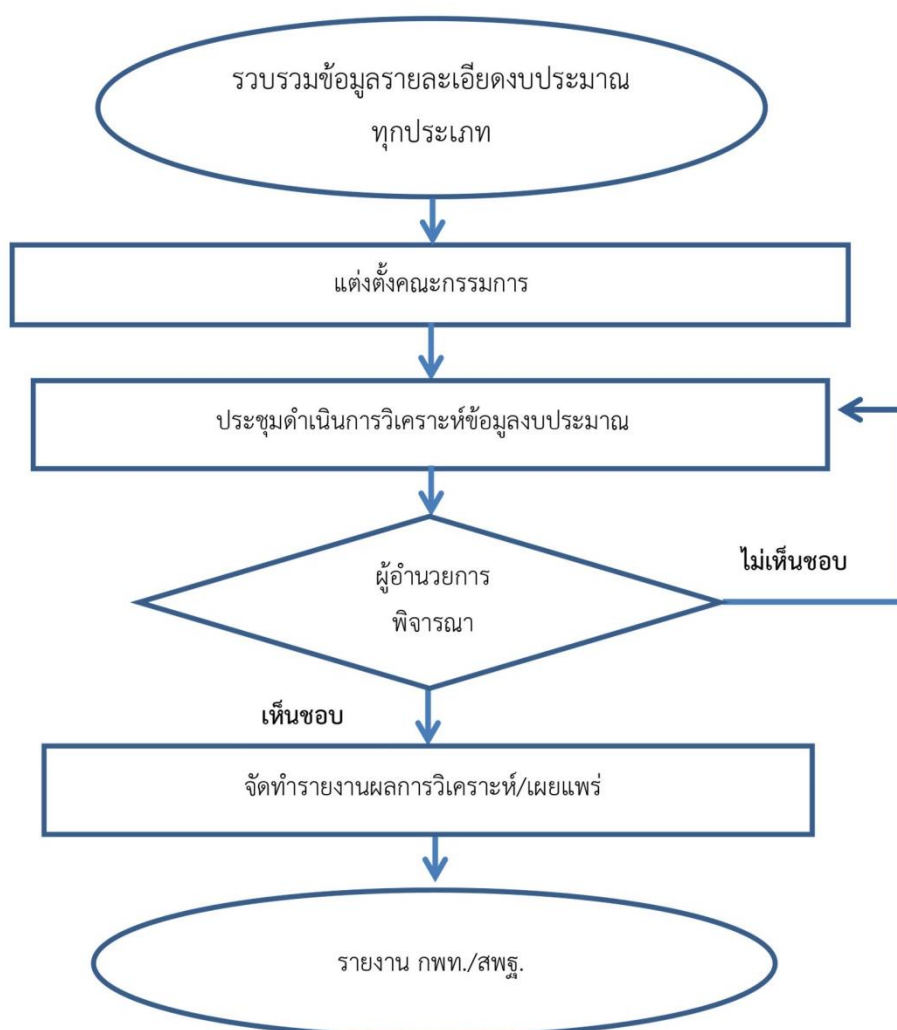 รวบรวมข้อมูลรายละเอียดงบประมาณ
ทุกประเภท
แต่งตั้งคณะกรรมการ
ประชุมดำเนินการวิเคราะห์ข้อมูลงบประมาณ
ผู้อำนวยการ
พิจารณา
ไม่เห็นชอบ
เห็นชอบ
จัดทำรายงานผลการวิเคราะห์/เผยแพร่
รายงาน กพท./สพฐ.